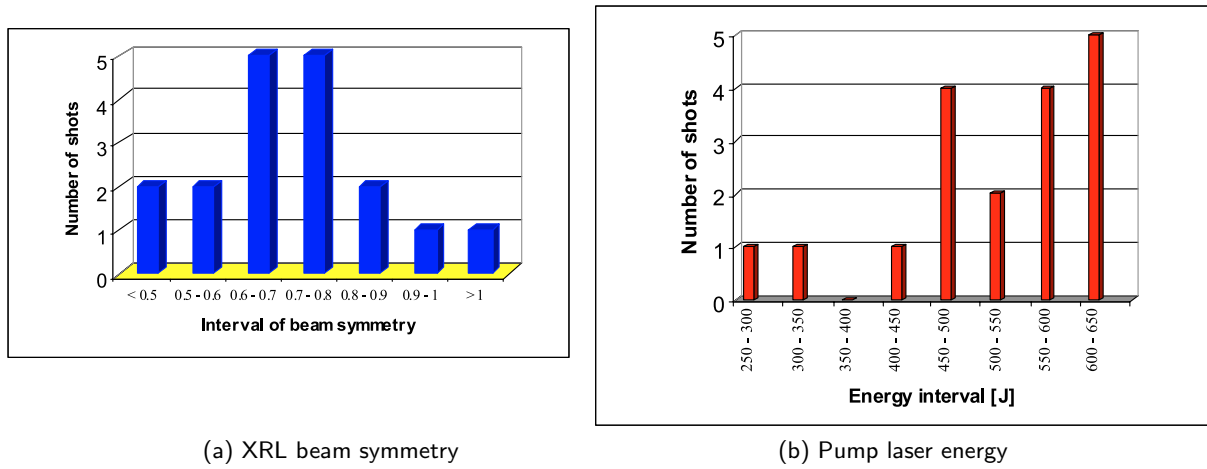 5
4
3
2
1
0
Number of shots
< 0.5 0.5 - 0.6 0.6 - 0.7 0.7 - 0.8 0.8 - 0.9 0.9 - 1 > 1
Interval of beam symmetry
(a) XRL beam symmetry
5
4
3
2
1
0
Number of shots
250 - 300
300 - 350
350 - 400
400 - 450
450 - 500
500 - 550
550 - 600
600 - 650
Energy interval [J]
(b) Pump laser energy